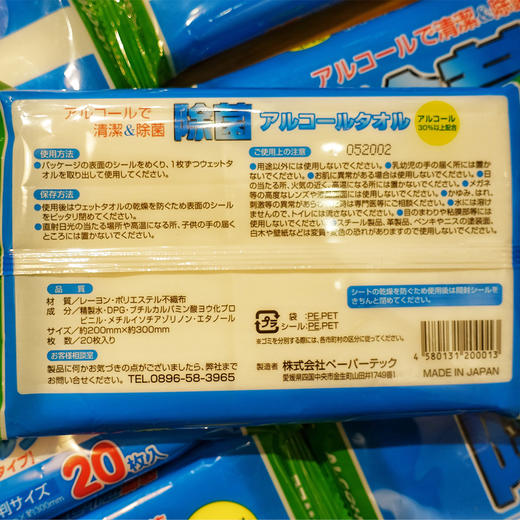 アルコールで清潔&除菌
アルコールで
清潔&除菌
除菌
アルコールタオル
アルコール
30%以上配合
使用方法
●パッケージの表面のシールをめくり、1枚ずつウェットタ
オルを取り出して使用してください。
保存方法
●使用後はウエットタオルの乾燥を防ぐため表面のシール
をピッタリ閉めてください。
●直射日光の当たる場所や高温になる所、子供の手の届く
ところには置かないでください。
ご使用上の注意
052002
●用途以外には使用しないでください。●乳幼児の手の届く所には置か
ないでください。●お肌に異常がある場合は使用しないでください。●日
の当たる所、火気の近く、高温になる所には置かないでください。●メガネ
等の高度なレンズや液晶画面には使用しないでください。●かゆみ、はれ、
刺激等の異常があらわれた時は専門医等にご相談ください。●水には溶け
ませんので、トイレには流さないでください。●目のまわりや粘膜部等には
使用しないでください。●スチール製品、革製品、ペンキやニスの塗装面、
白木や壁紙などは変質・変色の恐れがありますので使用しないでください。
品質
材 質/レーヨン・ポリエステル不織布
成 分/精製水・DPG・ブチルカルバミン酸ヨウ化プロ
ピニル・メチルイソチアゾリノン・エタノール
サイズ/約200mm×約300mm
枚 数/20枚入り
お客様相談室
製品に何かお気づきの点がございましたら、弊社まで
お問い合せください。TEL.0896-58-3965
プラ
袋 :PE,PET
シール:PE,PET
※ゴミを分別する際には、各市町村の区分に従ってください。
シートの乾燥を防ぐため使用後は開封シールを
きちんと閉めてください。
4 580131 200013
製造者
株式会社ペーパーテック
愛媛県四国中央市金生町山田井1749番1
MADE IN JAPAN
タイプ】
20枚入
判サイズ
×約300mm